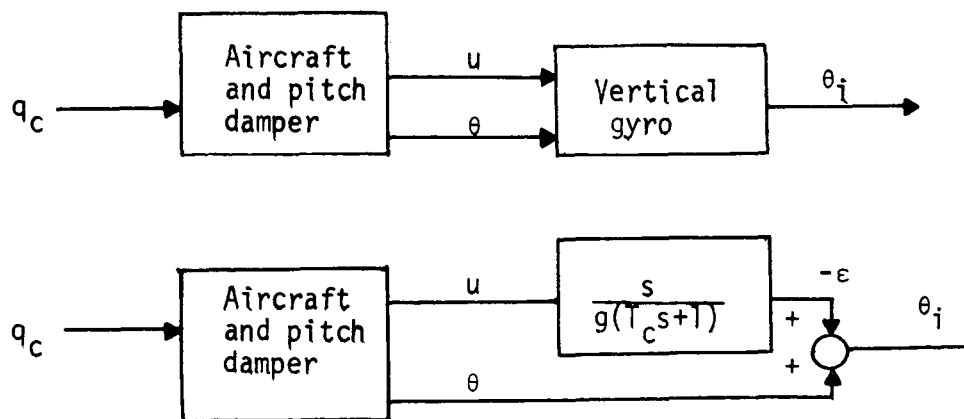 Aircraft
and pitch
damper
q_c
u
θ
Vertical
gyro
θ_i
Aircraft
and pitch
damper
q_c
u
θ
s
g(T_c s+1)
-ε
+
+
θ_i